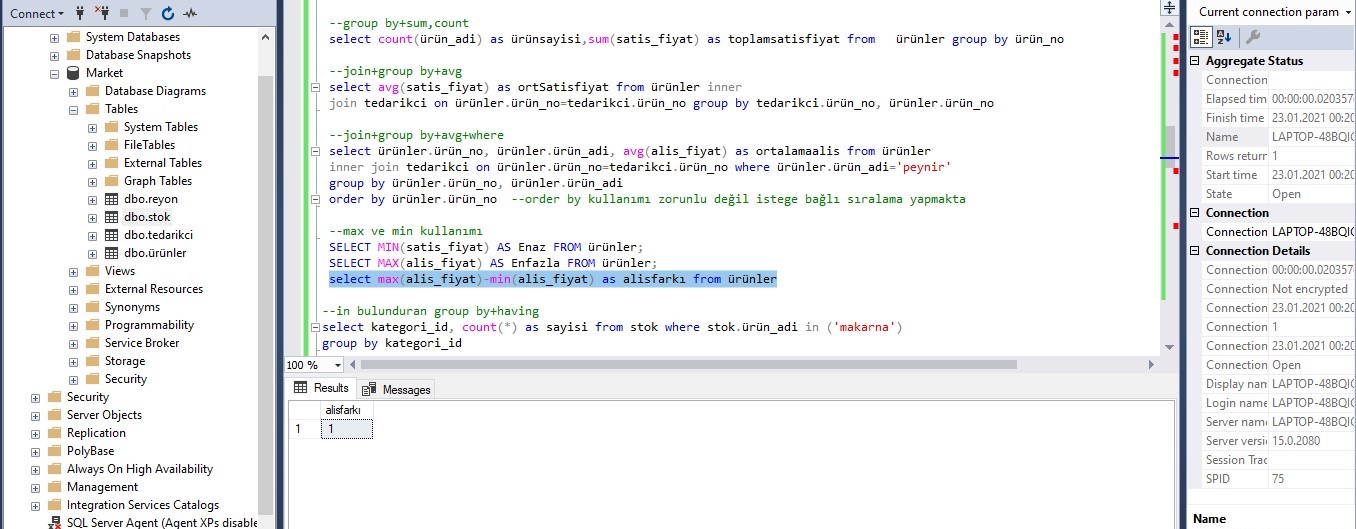 Connect
System Databases
Database Snapshots
Market
Database Diagrams
Tables
System Tables
FileTables
External Tables
Graph Tables
dbo.reyon
dbo.stok
dbo.tedarikci
dbo.ürünler
Views
External Resources
Synonyms
Programmability
Service Broker
Storage
Security
Security
Server Objects
Replication
PolyBase
Always On High Availability
Management
Integration Services Catalogs
SQL Server Agent (Agent XPs disable
--group by+sum,count
select count(ürün_adi) as ürünsayisi,sum(satis_fiyat) as toplamsatisfiyat from   ürünler group by ürün_no
--join+group by+avg
select avg(satis_fiyat) as ortSatisfiyat from ürünler inner
join tedarikci on ürünler.ürün_no=tedarikci.ürün_no group by tedarikci.ürün_no, ürünler.ürün_no
--join+group by+avg+where
select ürünler.ürün_no, ürünler.ürün_adi, avg(alis_fiyat) as ortalamaalis from ürünler
inner join tedarikci on ürünler.ürün_no=tedarikci.ürün_no where ürünler.ürün_adi='peynir'
group by ürünler.ürün_no, ürünler.ürün_adi
order by ürünler.ürün_no  --order by kullanımı zorunlu değil istege bağlı sıralama yapmakta
--max ve min kullanımı
SELECT MIN(satis_fiyat) AS Enaz FROM ürünler;
SELECT MAX(alis_fiyat) AS Enfazla FROM ürünler;
select max(alis_fiyat)-min(alis_fiyat) as alisfarkı from ürünler
--in bulunduran group by+having
select kategori_id, count(*) as sayisi from stok where stok.ürün_adi in ('makarna')
group by kategori_id
100 %
Results
Messages
alisfarkı
1 1
Current connection param
Aggregate Status
Connection
Elapsed tim 00:00:00.020357
Finish time 23.01.2021 00:20
Name LAPTOP-48BQIC
Rows returr 1
Start time 23.01.2021 00:20
State Open
Connection
Connection LAPTOP-48BQIC
Connection Details
Connection 00:00:00.020357
Connection Not encrypted
Connection 23.01.2021 00:20
Connection 1
Connection 23.01.2021 00:20
Connection Open
Display nan LAPTOP-48BQIC
Login name LAPTOP-48BQIC
Server nam LAPTOP-48BQIC
Server versi 15.0.2080
Session Trac
SPID 75
Name